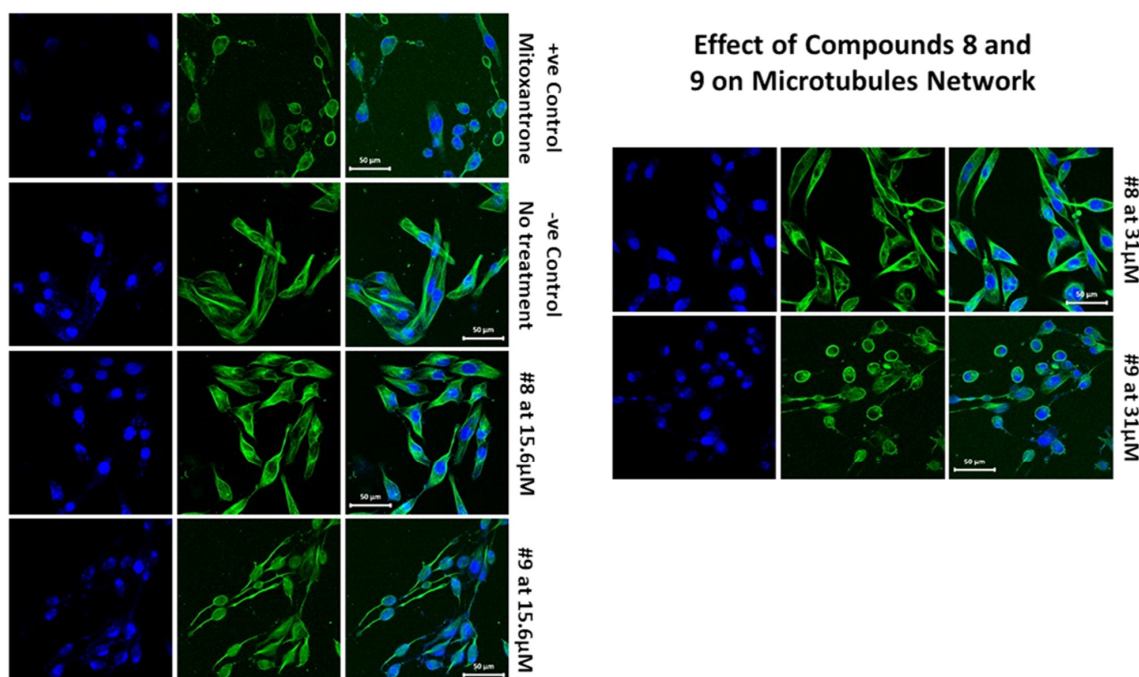 Effect of Compounds 8 and
9 on Microtubules Network
+ve Control
Mitoxantrone
50 µm
-ve Control
No treatment
50 µm
#8 at 15.6µM
50 µm
#9 at 15.6µM
50 µm
#8 at 31µM
50 µm
#9 at 31µM
50 µm